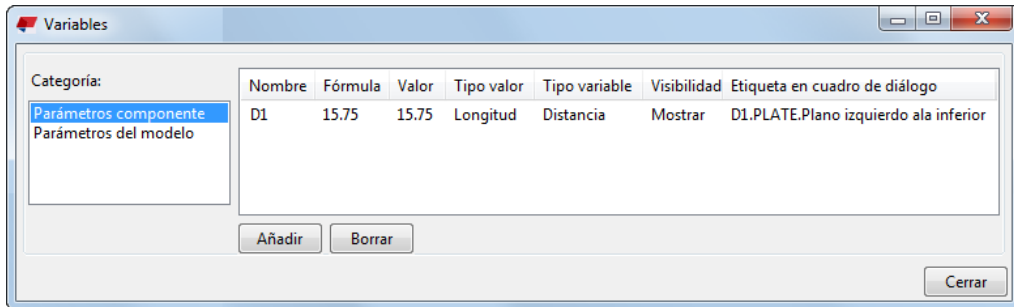 Variables
Categoría:
Parámetros componente
Parámetros del modelo
Nombre Fórmula Valor Tipo valor Tipo variable Visibilidad Etiqueta en cuadro de diálogo
D1 15.75 15.75 Longitud Distancia Mostrar D1.PLATE.Plano izquierdo ala inferior
Añadir Borrar
Cerrar